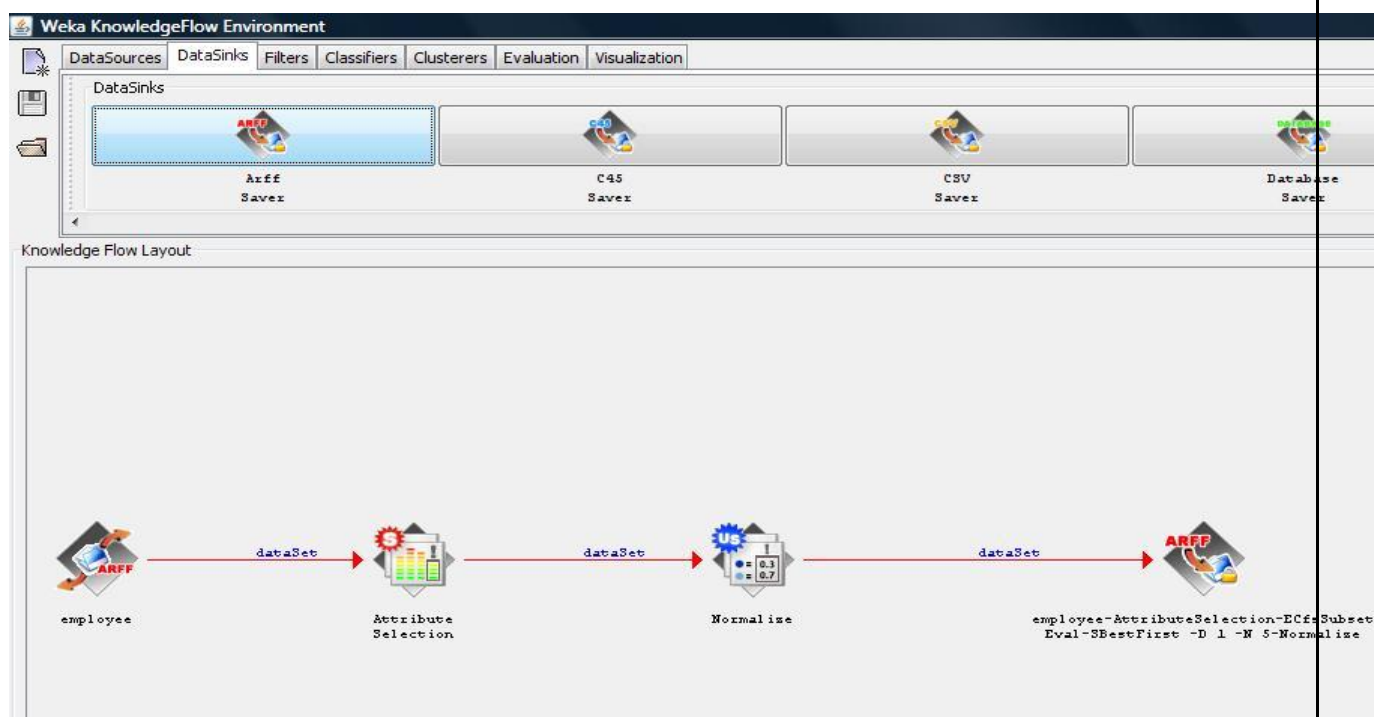 Weka KnowledgeFlow Environment
DataSources DataSinks Filters Classifiers Clusterers Evaluation Visualization
DataSinks
ARFF C45 CSV DATABASE
Arff C45 CSV Database
Saver Saver Saver Saver
Knowledge Flow Layout
dataSet dataSet dataSet
ARFF S Us 0.3 0.7 ARFF
employee Attribute Normalize employee-AttributeSelection-ECfsSubset
Selection Eval-SBestFirst -D 1 -N 5-Normalize